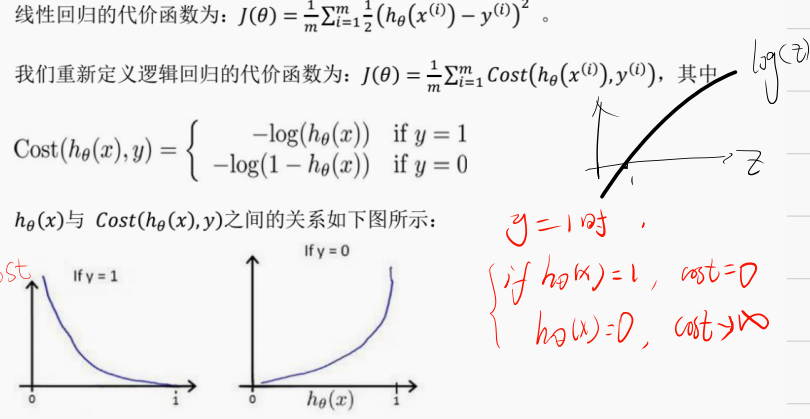 线性回归的代价函数为：J(θ) = 1/m ∑_{i=1}^{m} 1/2 (h_θ(x^{(i)}) − y^{(i)})^2 。
我们重新定义逻辑回归的代价函数为：J(θ) = 1/m ∑_{i=1}^{m} Cost(h_θ(x^{(i)}), y^{(i)})，其中
log(z)
Cost(h_θ(x), y) = { −log(h_θ(x)) if y = 1
−log(1 − h_θ(x)) if y = 0
1
z
h_θ(x)与 Cost(h_θ(x), y)之间的关系如下图所示：
y=1时，
ost
If y = 1
If y = 0
{ if h_θ(x)=1, cost=0
h_θ(x)=0, cost→∞
0 1
0 h_θ(x) 1